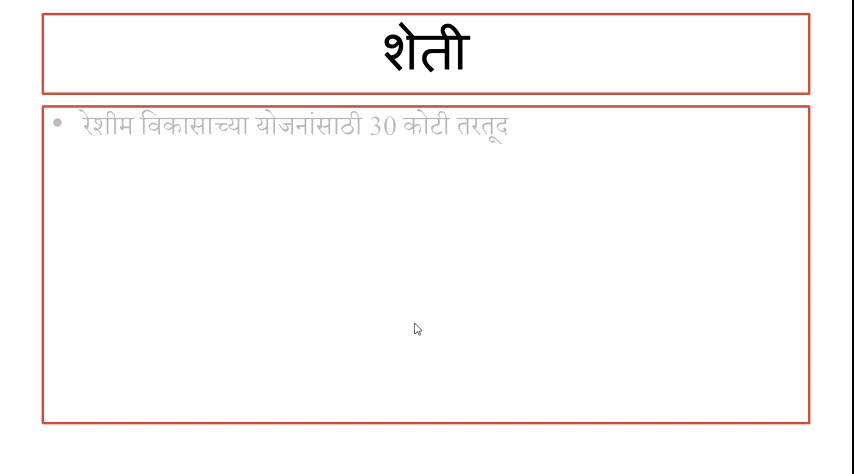 शेती
• रेशीम विकासाच्या योजनांसाठी 30 कोटी तरतूद